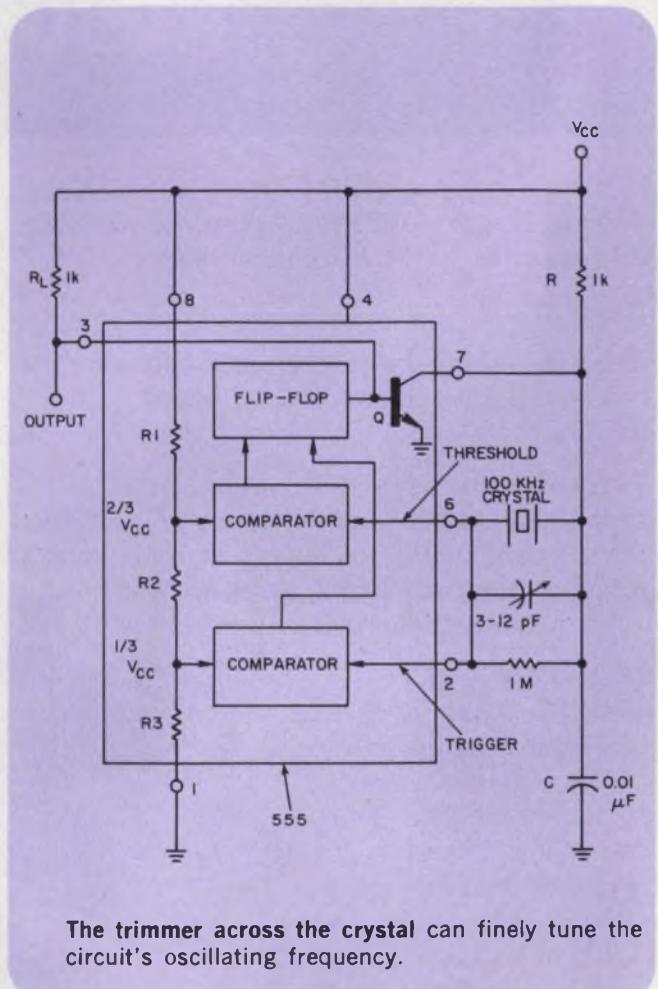 VCC
RL 1k
8
4
R 1k
3
7
FLIP-FLOP
Q
OUTPUT
R1
THRESHOLD
100 KHz
CRYSTAL
6
2/3
VCC
COMPARATOR
R2
3-12 pF
1/3
VCC
COMPARATOR
2
1 M
R3
TRIGGER
C 0.01
µF
1
555
The trimmer across the crystal can finely tune the
circuit's oscillating frequency.